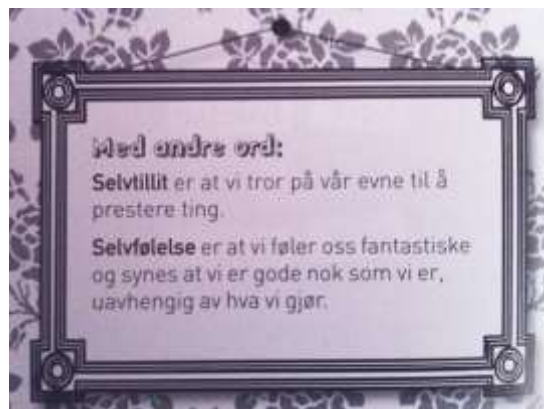 Med andre ord:
Selvtillit er at vi tror på vår evne til å
prestere ting.
Selvfølelse er at vi føler oss fantastiske
og synes at vi er gode nok som vi er,
uavhengig av hva vi gjør.